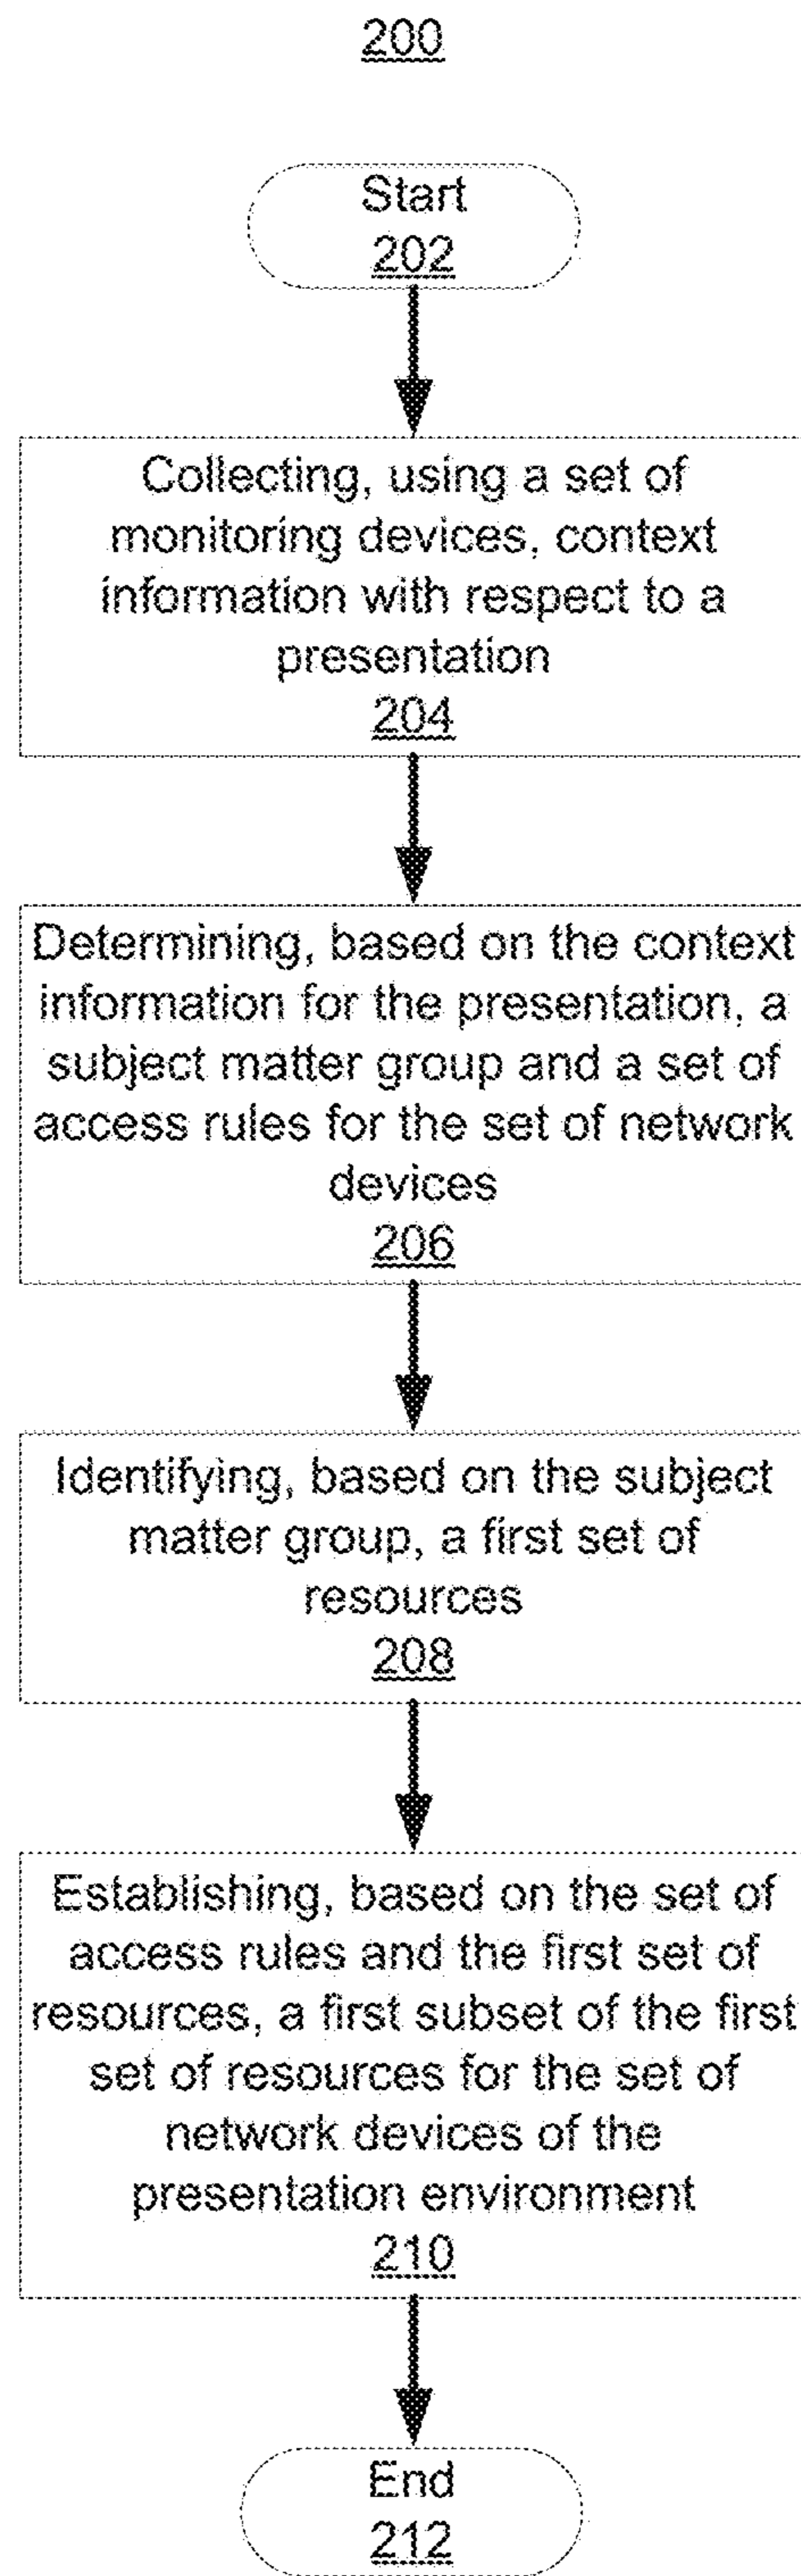 200
Start
202
Collecting, using a set of
monitoring devices, context
information with respect to a
presentation
204
Determining, based on the context
information for the presentation, a
subject matter group and a set of
access rules for the set of network
devices
206
Identifying, based on the subject
matter group, a first set of
resources
208
Establishing, based on the set of
access rules and the first set of
resources, a first subset of the first
set of resources for the set of
network devices of the
presentation environment
210
End
212